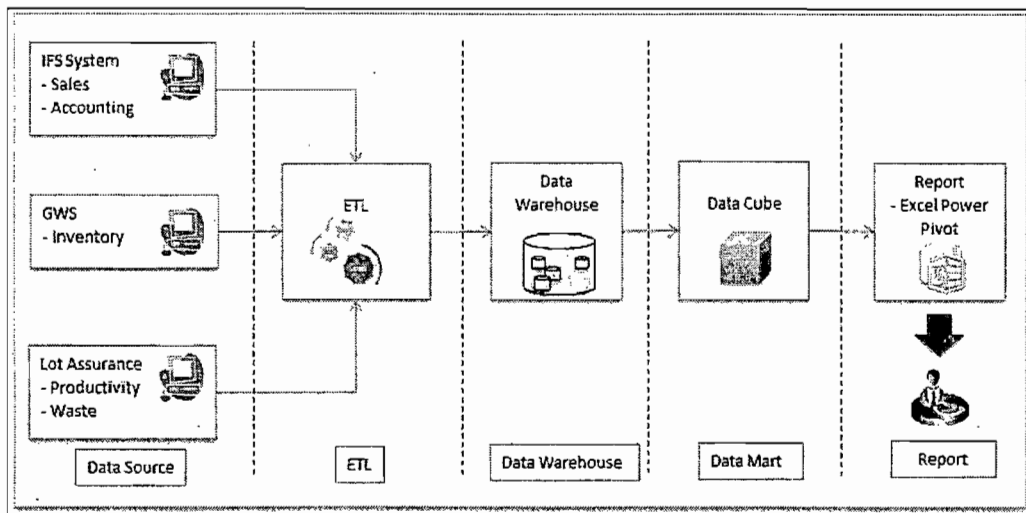 IFS System
- Sales
- Accounting
GWS
- Inventory
Lot Assurance
- Productivity
- Waste
ETL
Data
Warehouse
Data Cube
Report
- Excel Power
Pivot
Data Source
ETL
Data Warehouse
Data Mart
Report